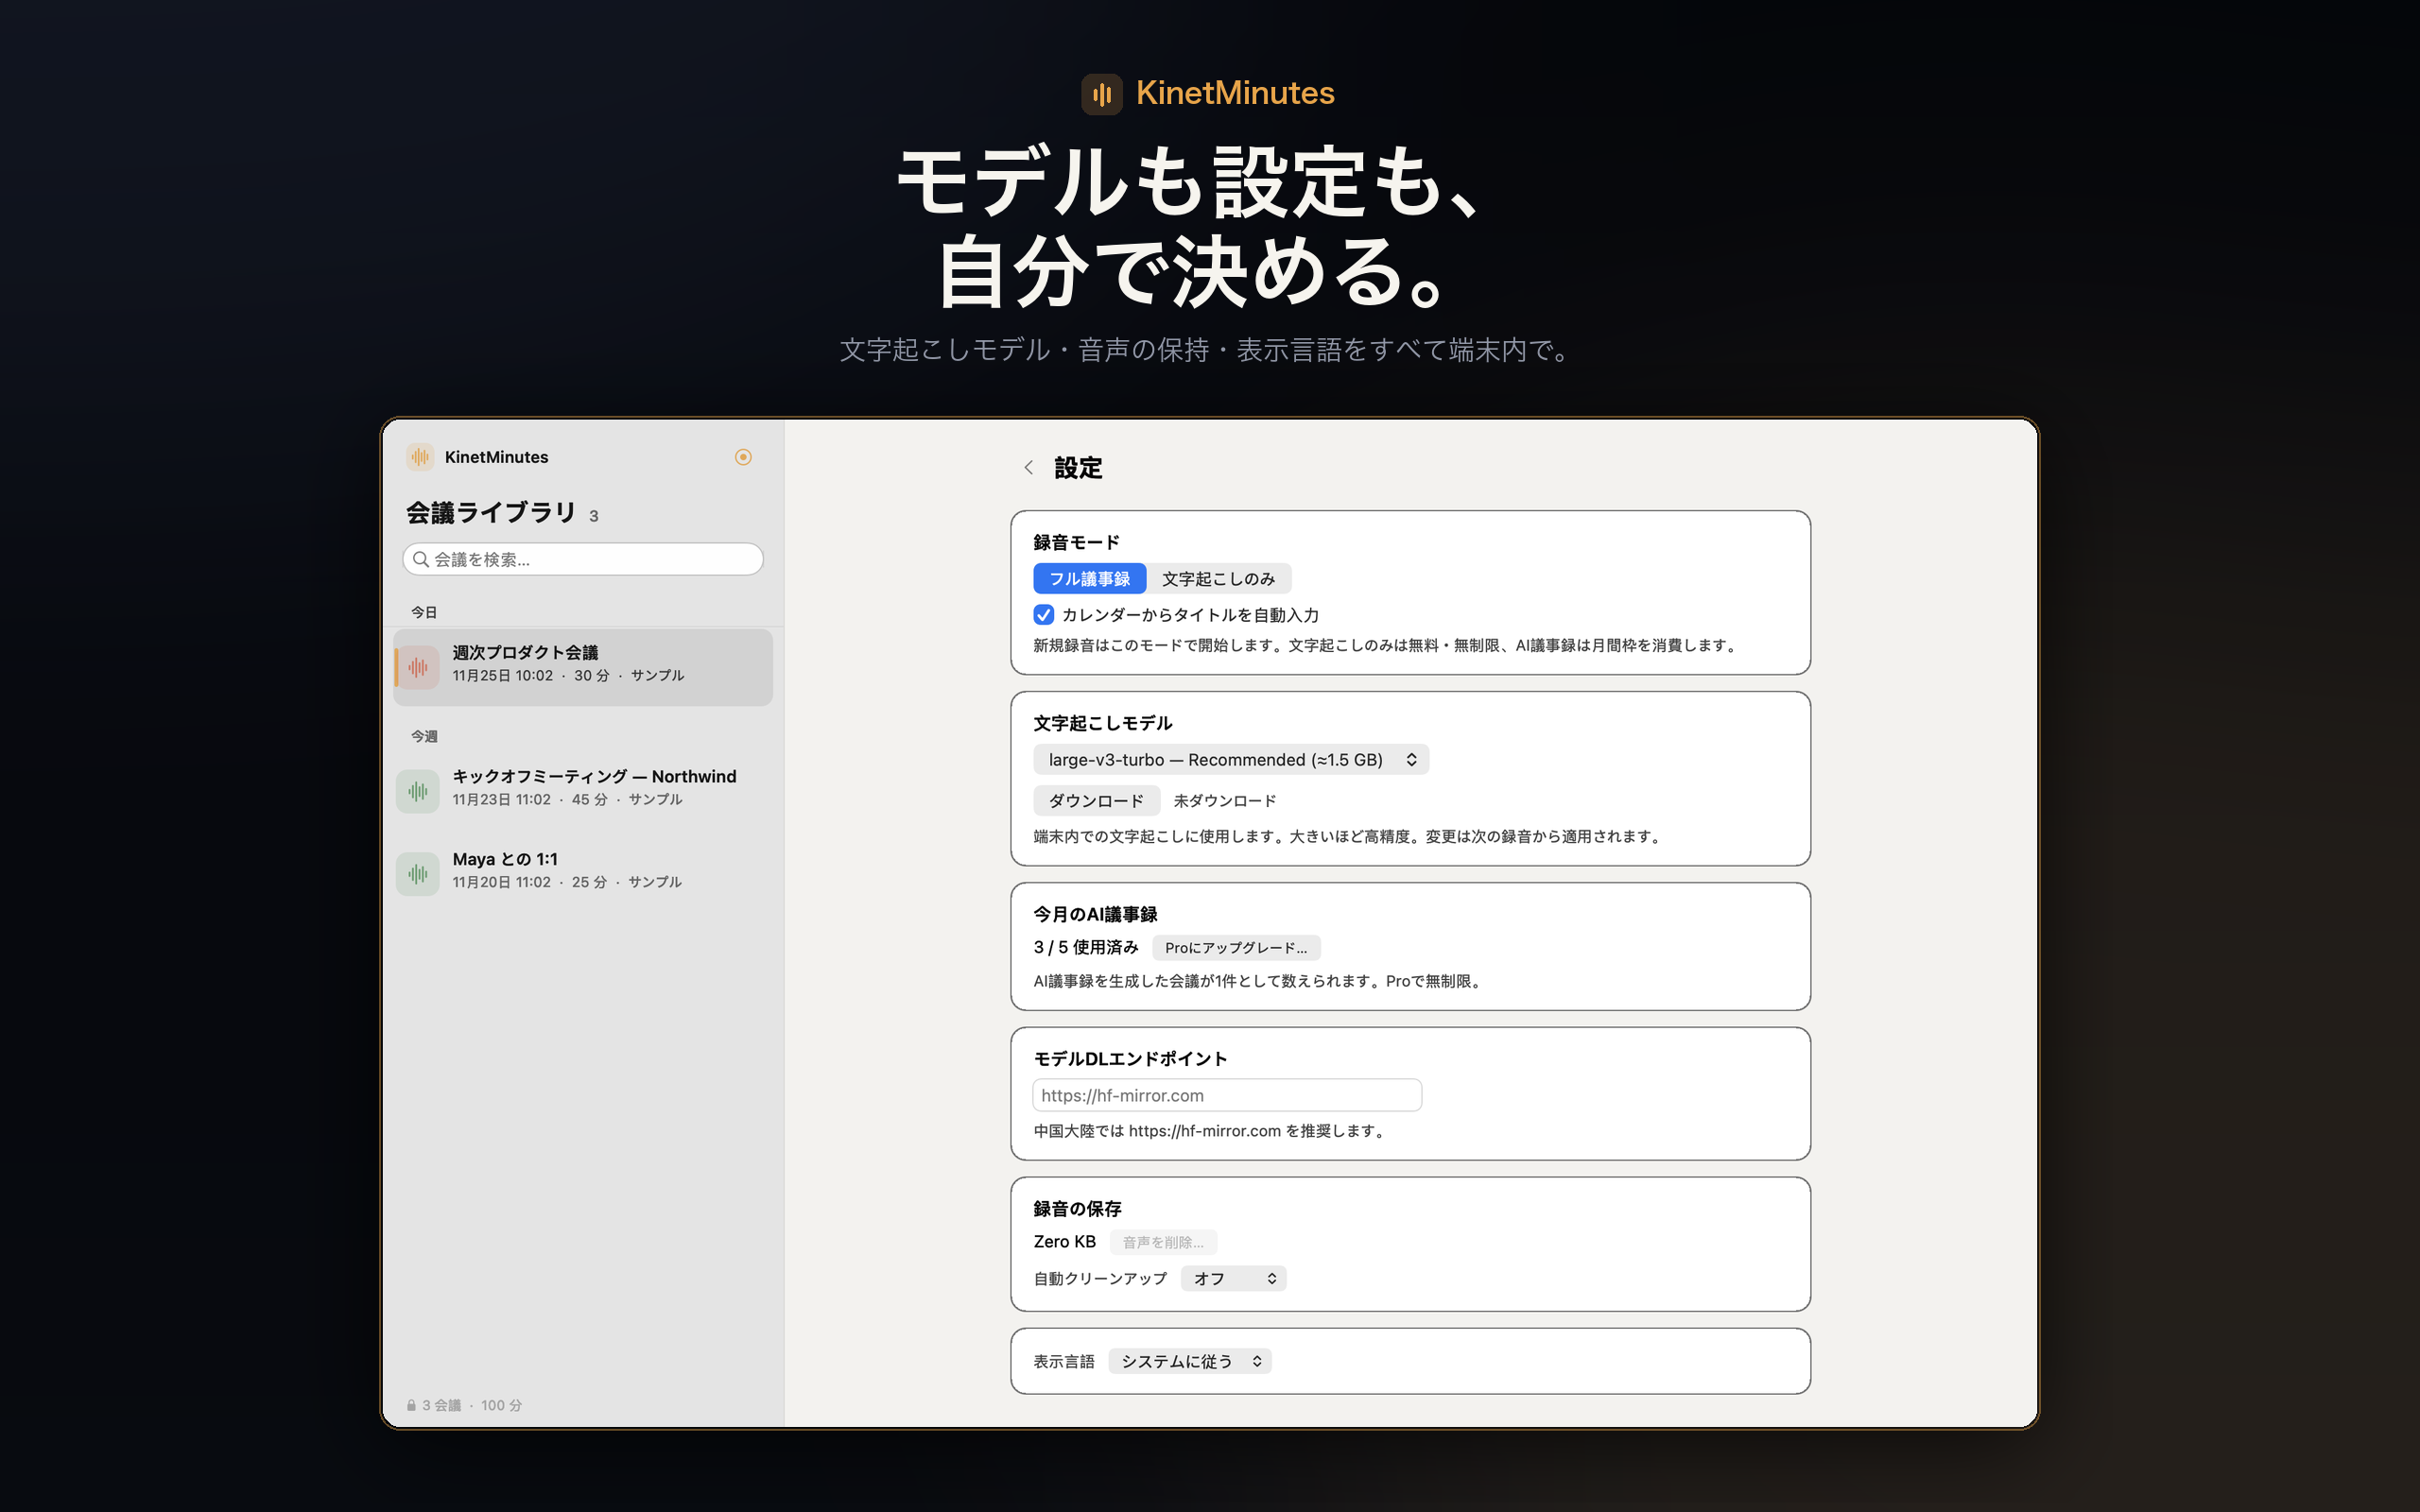 KinetMinutes
モデルも設定も、
自分で決める。
文字起こしモデル・音声の保持・表示言語をすべて端末内で。
KinetMinutes
会議ライブラリ 3
会議を検索...
今日
週次プロダクト会議
11月25日 10:02 · 30 分 · サンプル
今週
キックオフミーティング — Northwind
11月23日 11:02 · 45 分 · サンプル
Maya との 1:1
11月20日 11:02 · 25 分 · サンプル
3 会議 · 100 分
設定
録音モード
フル議事録 文字起こしのみ
カレンダーからタイトルを自動入力
新規録音はこのモードで開始します。文字起こしのみは無料・無制限、AI議事録は月間枠を消費します。
文字起こしモデル
large-v3-turbo — Recommended (≈1.5 GB)
ダウンロード 未ダウンロード
端末内での文字起こしに使用します。大きいほど高精度。変更は次の録音から適用されます。
今月のAI議事録
3 / 5 使用済み Proにアップグレード...
AI議事録を生成した会議が1件として数えられます。Proで無制限。
モデルDLエンドポイント
https://hf-mirror.com
中国大陸では https://hf-mirror.com を推奨します。
録音の保存
Zero KB 音声を削除...
自動クリーンアップ オフ
表示言語 システムに従う